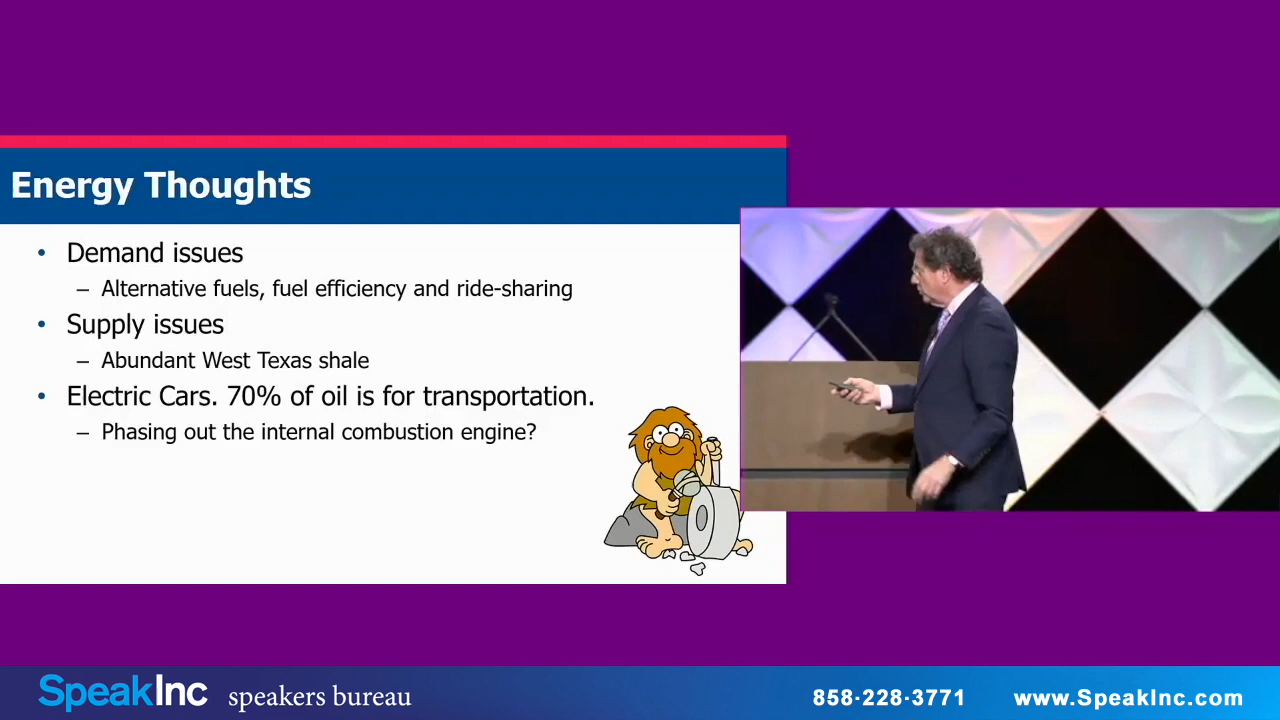 Energy Thoughts
• Demand issues
– Alternative fuels, fuel efficiency and ride-sharing
• Supply issues
– Abundant West Texas shale
• Electric Cars. 70% of oil is for transportation.
– Phasing out the internal combustion engine?
SpeakInc speakers bureau
858·228·3771
www.SpeakInc.com